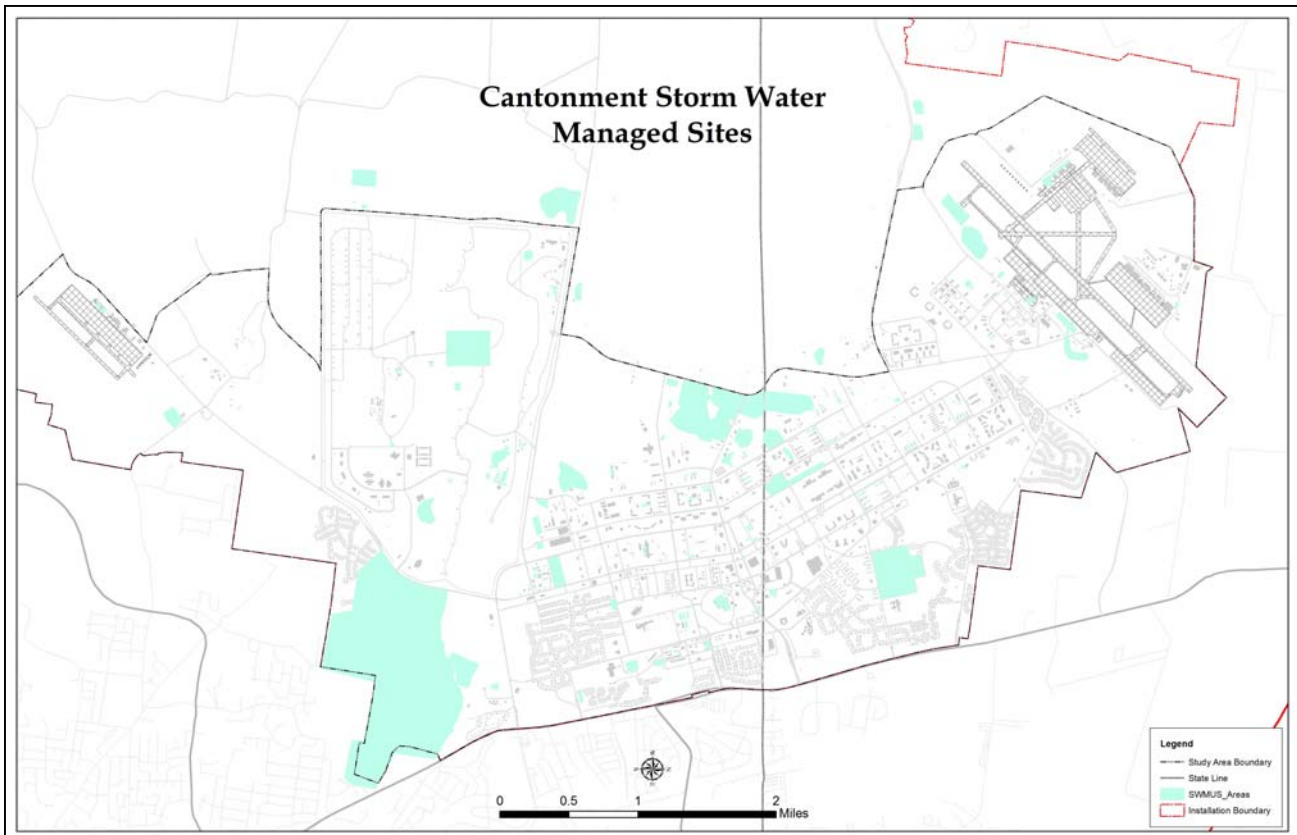 Cantonment Storm Water
Managed Sites
0 0.5 1 2
Miles
Legend
Study Area Boundary
State Line
SWMUS_Areas
Installation Boundary